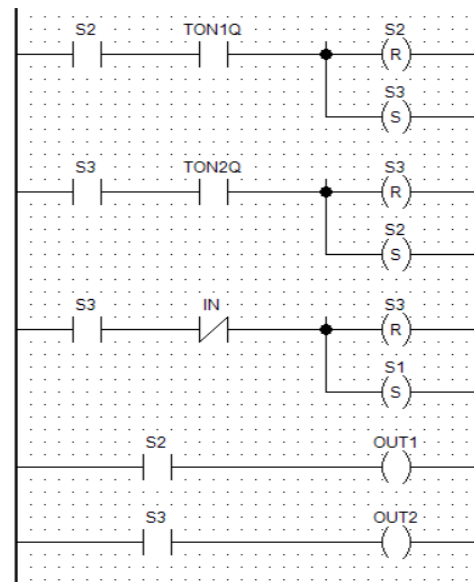 S2 TON1Q S2
R
S3
S
S3 TON2Q S3
R
S2
S
S3 IN S3
R
S1
S
S2 OUT1
S3 OUT2